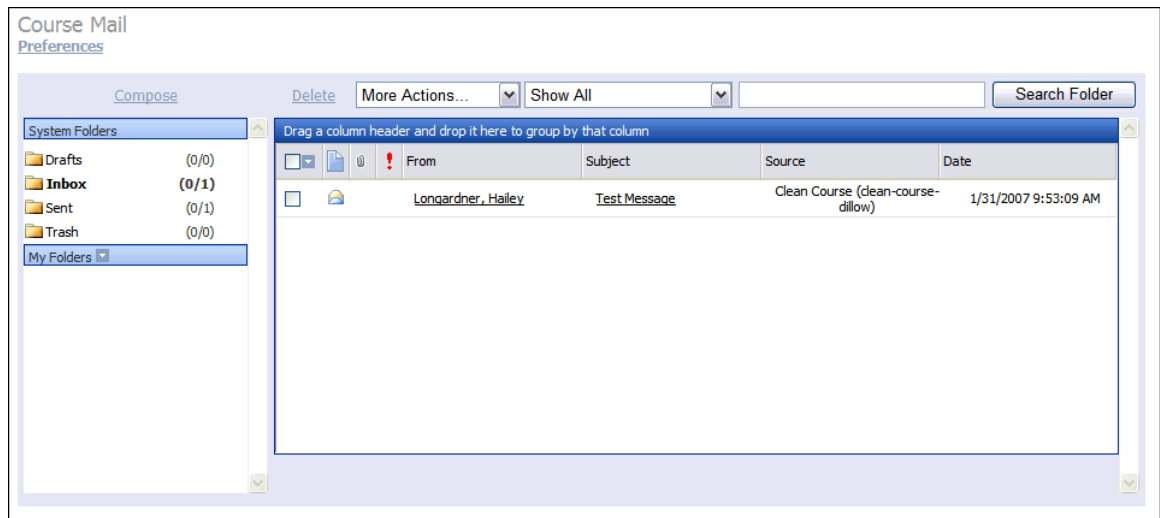 Course Mail
Preferences
Compose
Delete
More Actions...
Show All
Search Folder
System Folders
Drafts (0/0)
Inbox (0/1)
Sent (0/1)
Trash (0/0)
My Folders
Drag a column header and drop it here to group by that column
From Subject Source Date
Longardner, Hailey Test Message Clean Course (clean-course-
dillow) 1/31/2007 9:53:09 AM